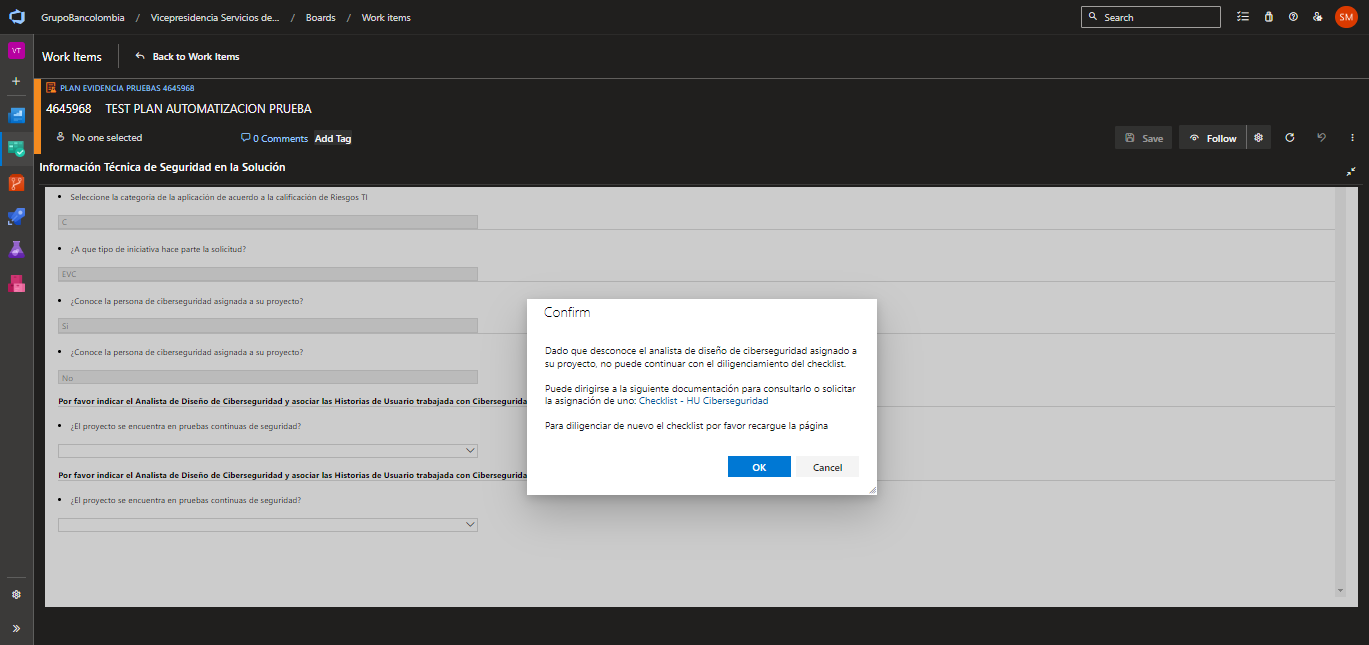 GrupoBancolombia / Vicepresidencia Servicios de... / Boards / Work items
Search
SM
VT
Work Items
Back to Work Items
PLAN EVIDENCIA PRUEBAS 4645968
4645968 TEST PLAN AUTOMATIZACION PRUEBA
No one selected
0 Comments
Add Tag
Save
Follow
Información Técnica de Seguridad en la Solución
• Seleccione la categoría de la aplicación de acuerdo a la calificación de Riesgos TI
C
• ¿A que tipo de iniciativa hace parte la solicitud?
EVC
• ¿Conoce la persona de ciberseguridad asignada a su proyecto?
Si
• ¿Conoce la persona de ciberseguridad asignada a su proyecto?
No
Por favor indicar el Analista de Diseño de Ciberseguridad y asociar las Historias de Usuario trabajada con Cibersegurida
• ¿El proyecto se encuentra en pruebas continuas de seguridad?
Por favor indicar el Analista de Diseño de Ciberseguridad y asociar las Historias de Usuario trabajada con Cibersegurida
• ¿El proyecto se encuentra en pruebas continuas de seguridad?
Confirm
Dado que desconoce el analista de diseño de ciberseguridad asignado a
su proyecto, no puede continuar con el diligenciamiento del checklist.
Puede dirigirse a la siguiente documentación para consultarlo o solicitar
la asignación de uno: Checklist - HU Ciberseguridad
Para diligenciar de nuevo el checklist por favor recargue la página
OK
Cancel